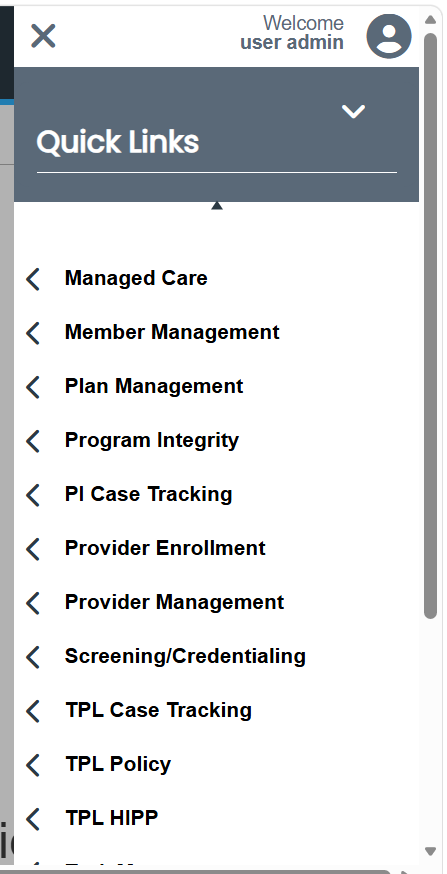 Welcome
user admin
Quick Links
Managed Care
Member Management
Plan Management
Program Integrity
PI Case Tracking
Provider Enrollment
Provider Management
Screening/Credentialing
TPL Case Tracking
TPL Policy
TPL HIPP